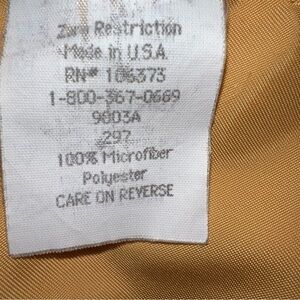 Zero Restriction
Made in U.S.A.
RN# 106373
1-800-367-0669
9003A
297
100% Microfiber
Polyester
CARE ON REVERSE